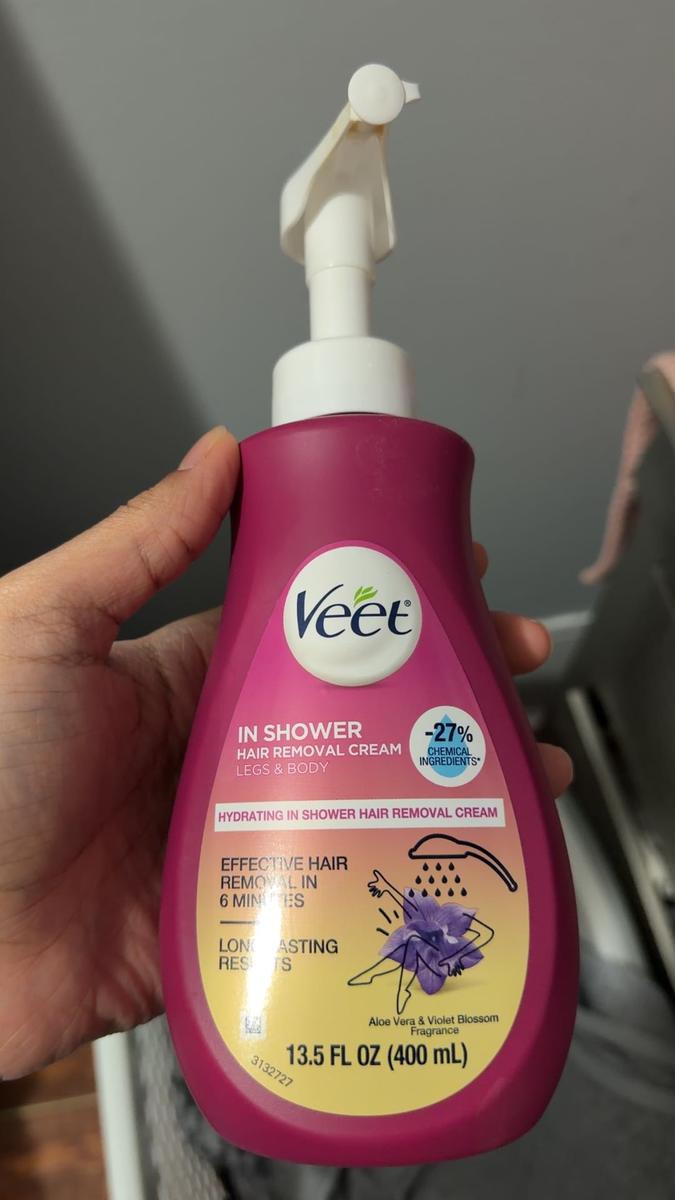 Veet®
IN SHOWER
HAIR REMOVAL CREAM
LEGS & BODY
-27%
CHEMICAL
INGREDIENTS*
HYDRATING IN SHOWER HAIR REMOVAL CREAM
EFFECTIVE HAIR
REMOVAL IN
6 MINUTES
LONG LASTING
RESULTS
Aloe Vera & Violet Blossom
Fragrance
13.5 FL OZ (400 mL)
3132727